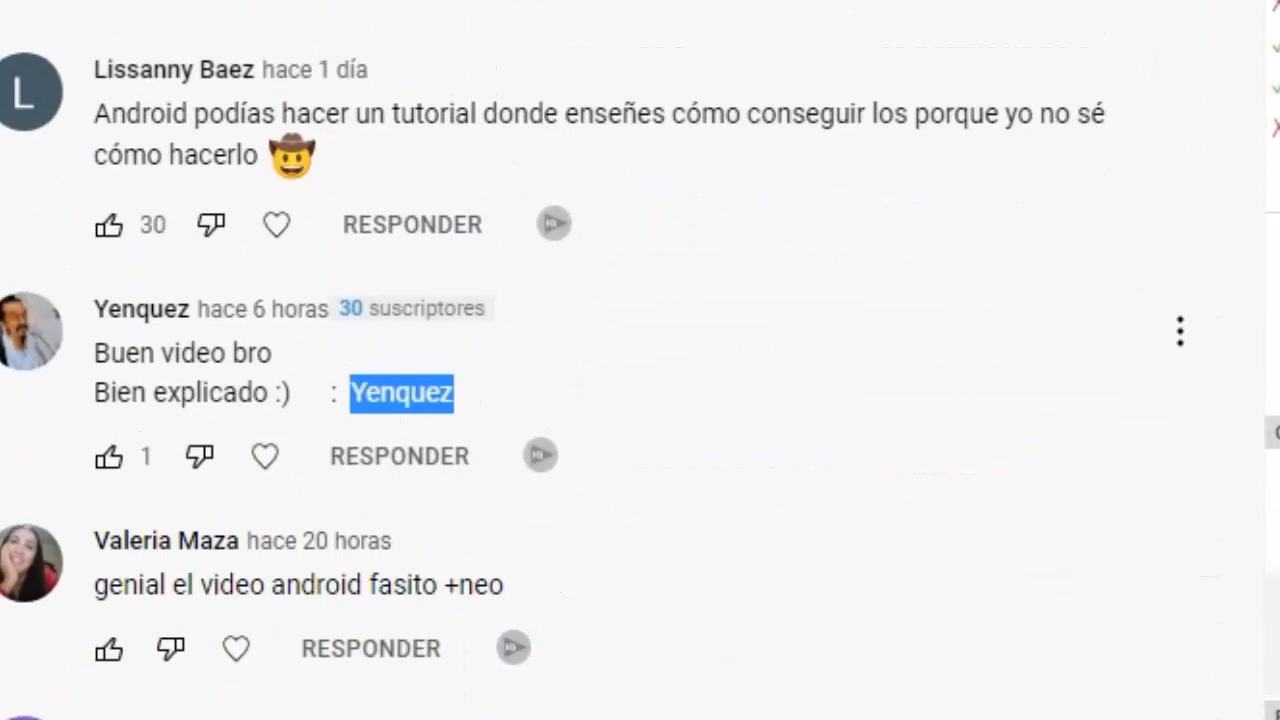 L
Lissanny Baez hace 1 día
Android podías hacer un tutorial donde enseñes cómo conseguir los porque yo no sé
cómo hacerlo 🤠
30 RESPONDER
Yenquez hace 6 horas 30 suscriptores
Buen video bro
Bien explicado :) : Yenquez
1 RESPONDER
Valeria Maza hace 20 horas
genial el video android fasito +neo
RESPONDER